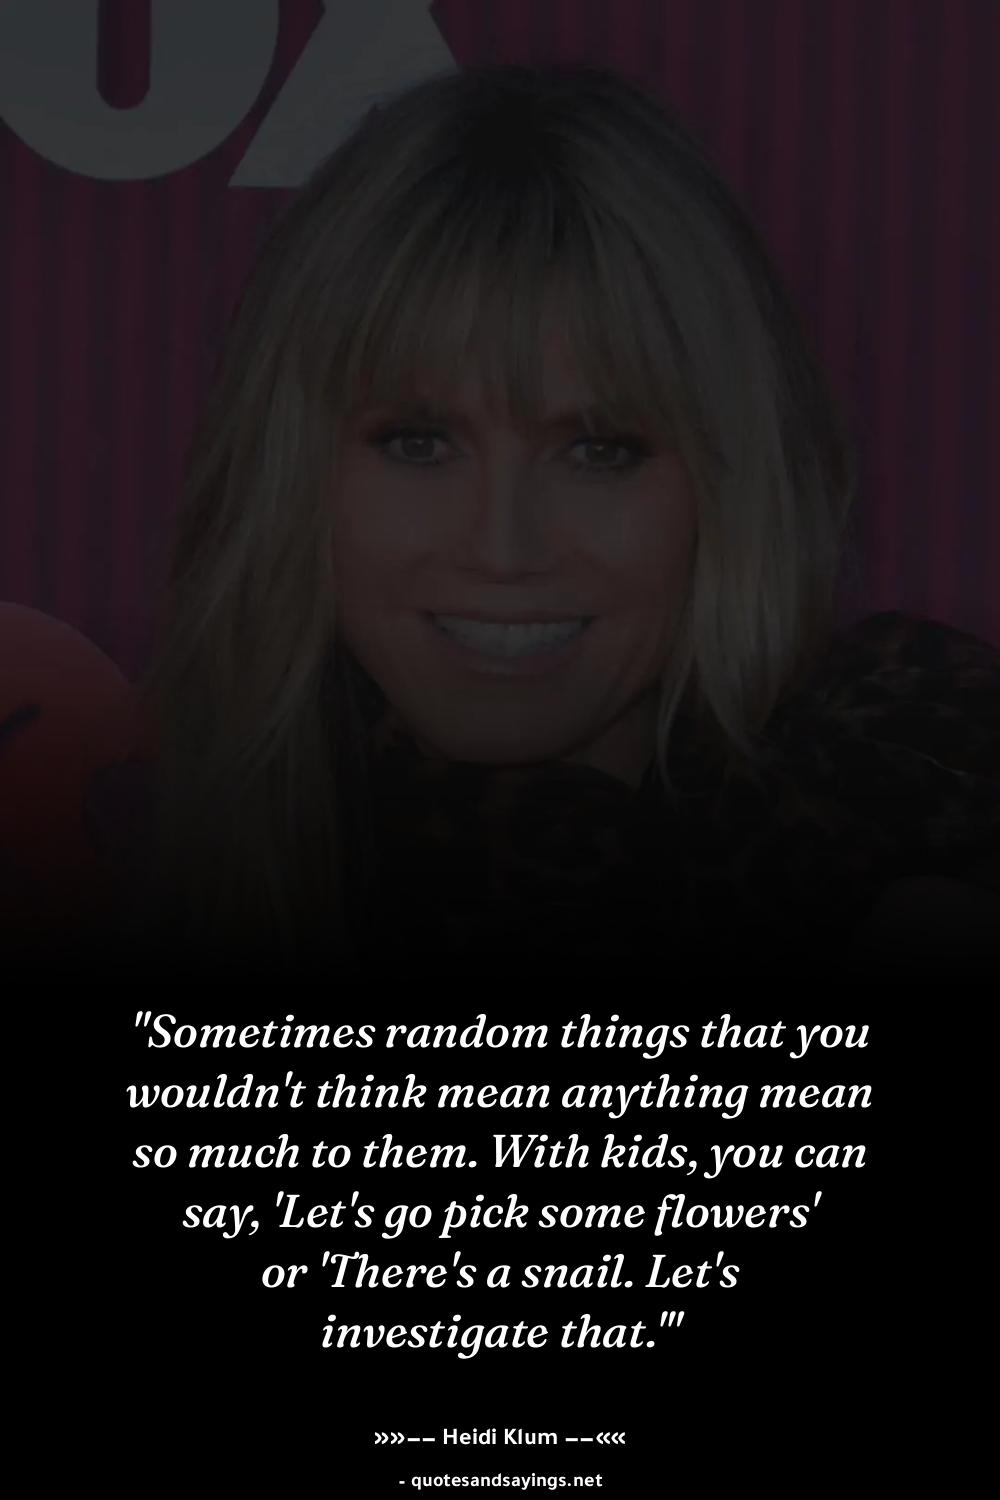 "Sometimes random things that you
wouldn't think mean anything mean
so much to them. With kids, you can
say, 'Let's go pick some flowers'
or 'There's a snail. Let's
investigate that.'"
»»–– Heidi Klum ––««
- quotesandsayings.net